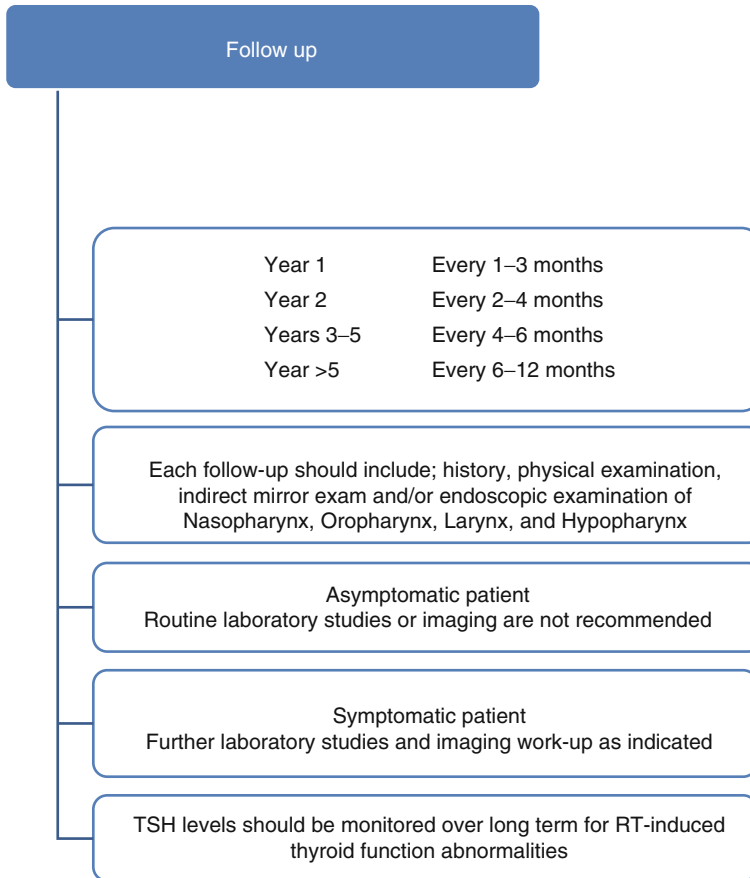 Follow up
Year 1 Every 1–3 months
Year 2 Every 2–4 months
Years 3–5 Every 4–6 months
Year >5 Every 6–12 months
Each follow-up should include; history, physical examination,
indirect mirror exam and/or endoscopic examination of
Nasopharynx, Oropharynx, Larynx, and Hypopharynx
Asymptomatic patient
Routine laboratory studies or imaging are not recommended
Symptomatic patient
Further laboratory studies and imaging work-up as indicated
TSH levels should be monitored over long term for RT-induced
thyroid function abnormalities